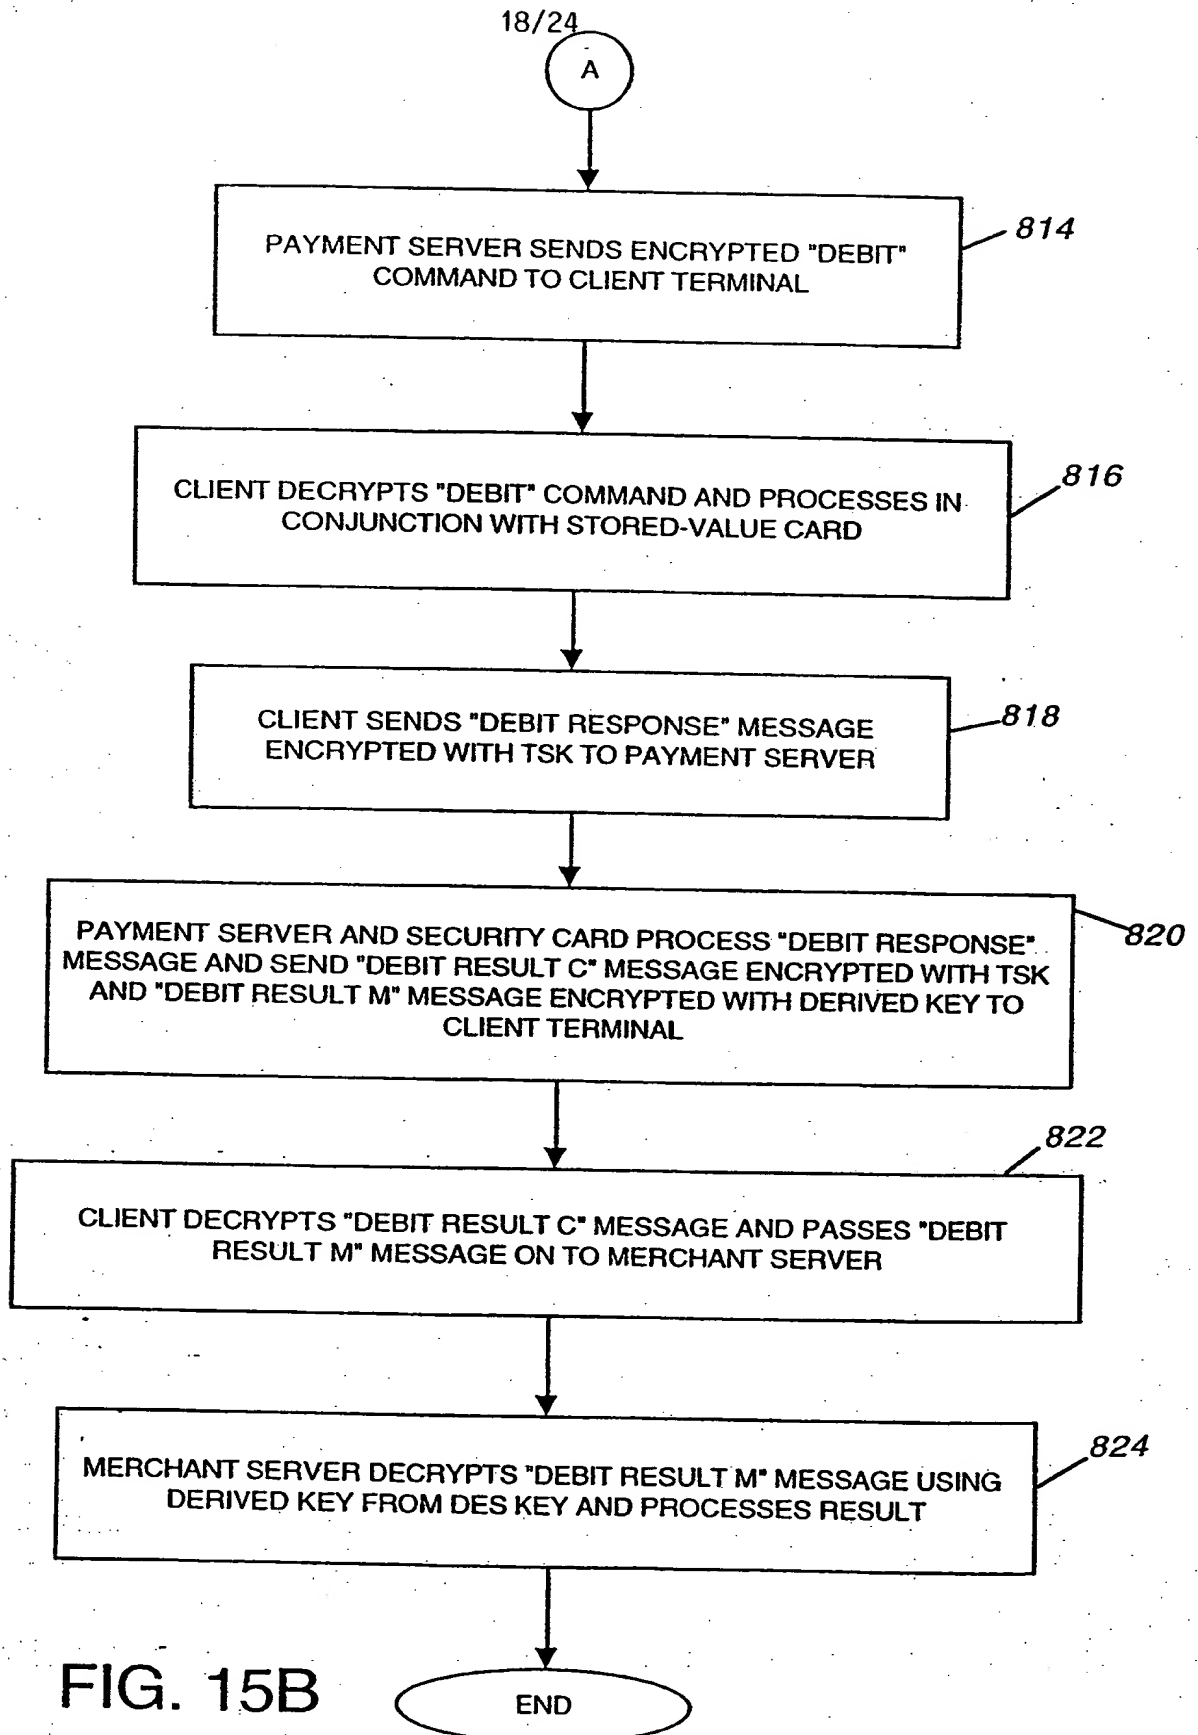 18/24
A
PAYMENT SERVER SENDS ENCRYPTED "DEBIT"
COMMAND TO CLIENT TERMINAL
814
CLIENT DECRYPTS "DEBIT" COMMAND AND PROCESSES IN
CONJUNCTION WITH STORED-VALUE CARD
816
CLIENT SENDS "DEBIT RESPONSE" MESSAGE
ENCRYPTED WITH TSK TO PAYMENT SERVER
818
PAYMENT SERVER AND SECURITY CARD PROCESS "DEBIT RESPONSE"
MESSAGE AND SEND "DEBIT RESULT C" MESSAGE ENCRYPTED WITH TSK
AND "DEBIT RESULT M" MESSAGE ENCRYPTED WITH DERIVED KEY TO
CLIENT TERMINAL
820
822
CLIENT DECRYPTS "DEBIT RESULT C" MESSAGE AND PASSES "DEBIT
RESULT M" MESSAGE ON TO MERCHANT SERVER
824
MERCHANT SERVER DECRYPTS "DEBIT RESULT M" MESSAGE USING
DERIVED KEY FROM DES KEY AND PROCESSES RESULT
FIG. 15B
END